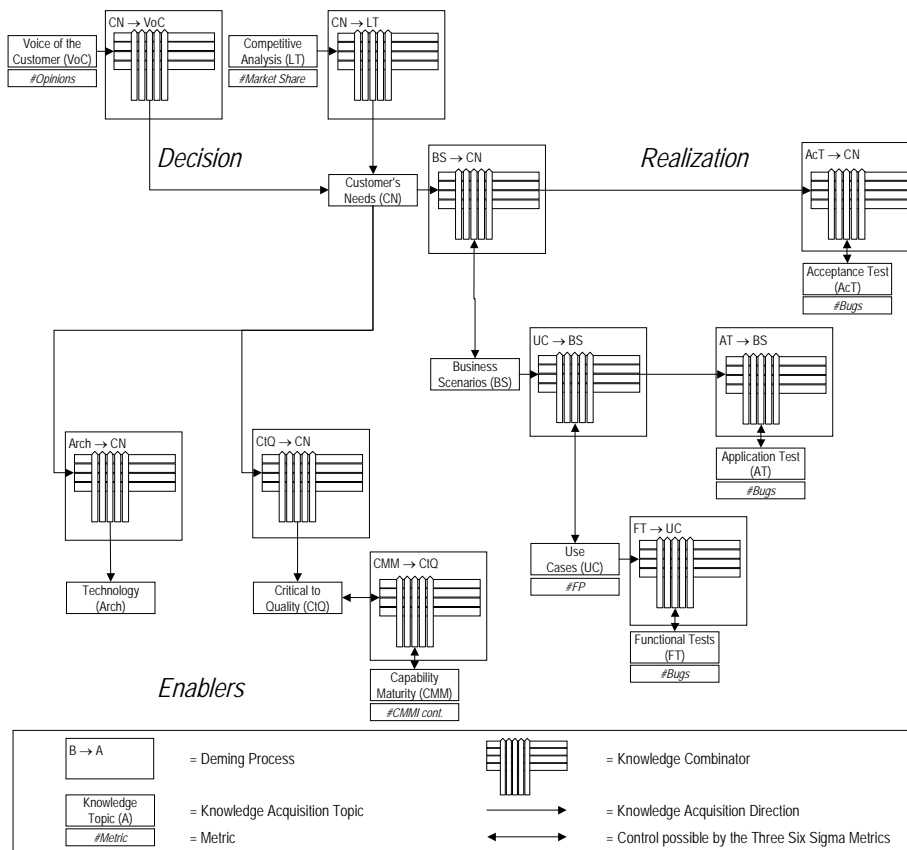 CN → VoC
Voice of the
Customer (VoC)
#Opinions
CN → LT
Competitive
Analysis (LT)
#Market Share
Decision
Realization
Customer's
Needs (CN)
BS → CN
AcT → CN
Acceptance Test
(AcT)
#Bugs
Business
Scenarios (BS)
UC → BS
AT → BS
Application Test
(AT)
#Bugs
Arch → CN
CtQ → CN
Technology
(Arch)
Critical to
Quality (CtQ)
CMM → CtQ
Use
Cases (UC)
#FP
FT → UC
Functional Tests
(FT)
#Bugs
Capability
Maturity (CMM)
#CMMI cont.
Enablers
B → A
= Deming Process
= Knowledge Combinator
Knowledge
Topic (A)
= Knowledge Acquisition Topic
= Knowledge Acquisition Direction
#Metric
= Metric
= Control possible by the Three Six Sigma Metrics